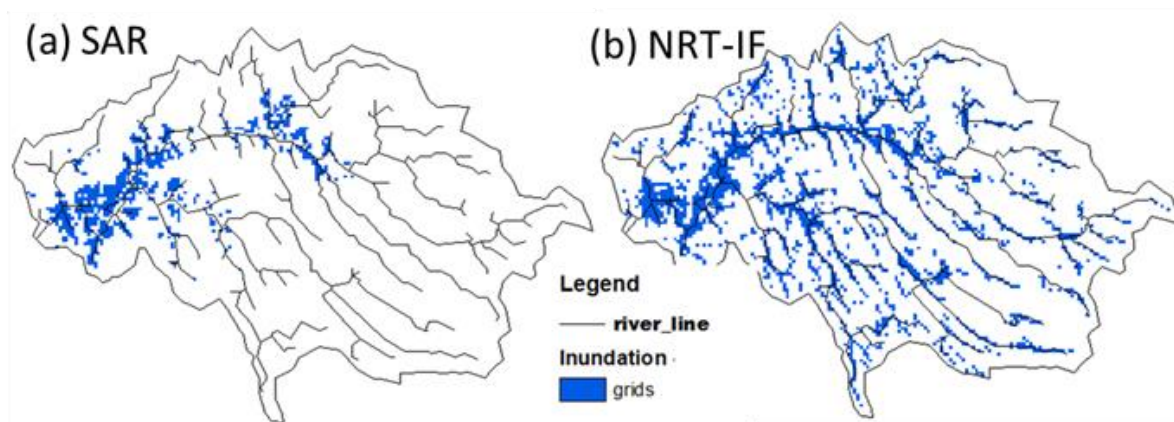 (a) SAR
(b) NRT-IF
Legend
river_line
Inundation
grids